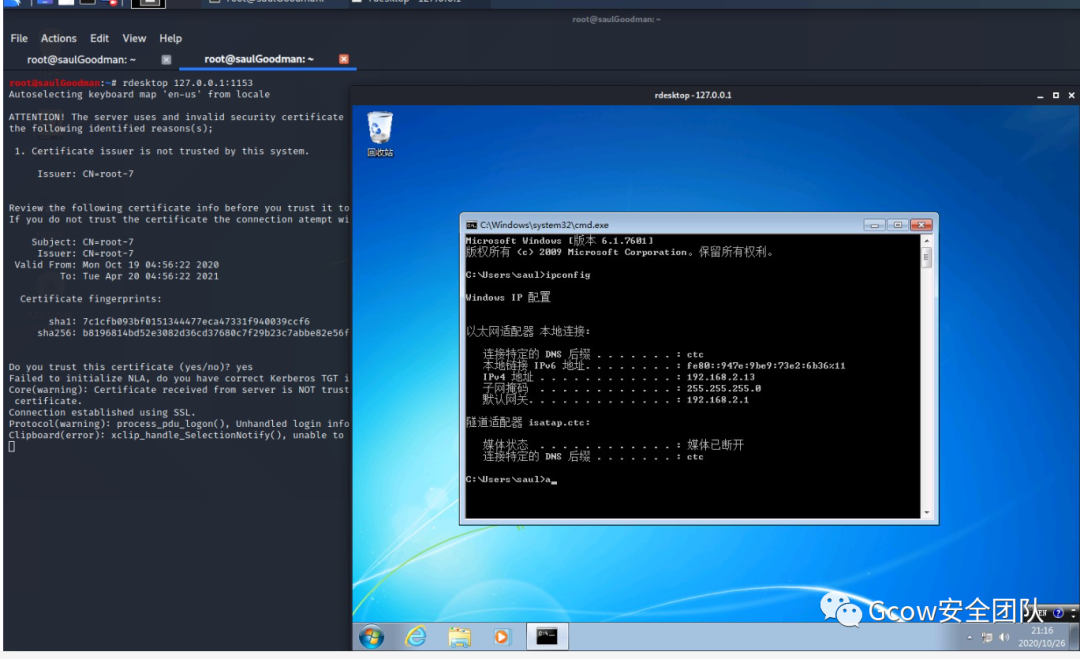 root@saulGoodman: ~
File Actions Edit View Help
root@saulGoodman: ~
root@saulGoodman: ~
root@saulGoodman:~# rdesktop 127.0.0.1:1153
Autoselecting keyboard map 'en-us' from locale
ATTENTION! The server uses and invalid security certificate
the following identified reasons(s);
1. Certificate issuer is not trusted by this system.
Issuer: CN=root-7
Review the following certificate info before you trust it to
If you do not trust the certificate the connection atempt wi
Subject: CN=root-7
Issuer: CN=root-7
Valid From: Mon Oct 19 04:56:22 2020
To: Tue Apr 20 04:56:22 2021
Certificate fingerprints:
sha1: 7c1cfb093bf0151344477eca47331f940039ccf6
sha256: b8196814bd52e3082d36cd37680c7f29b23c7abbe82e56f
Do you trust this certificate (yes/no)? yes
Failed to initialize NLA, do you have correct Kerberos TGT i
Core(warning): Certificate received from server is NOT trust
certificate.
Connection established using SSL.
Protocol(warning): process_pdu_logon(), Unhandled login info
Clipboard(error): xclip_handle_SelectionNotify(), unable to
rdesktop - 127.0.0.1
回收站
C:\Windows\system32\cmd.exe
Microsoft Windows [版本 6.1.7601]
版权所有 (c) 2009 Microsoft Corporation。保留所有权利。
C:\Users\saul>ipconfig
Windows IP 配置
以太网适配器 本地连接:
连接特定的 DNS 后缀 . . . . . . . : ctc
本地链接 IPv6 地址. . . . . . . . : fe80::947e:9be9:73e2:6b36%11
IPv4 地址 . . . . . . . . . . . . : 192.168.2.13
子网掩码 . . . . . . . . . . . . : 255.255.255.0
默认网关. . . . . . . . . . . . . : 192.168.2.1
隧道适配器 isatap.ctc:
媒体状态 . . . . . . . . . . . . : 媒体已断开
连接特定的 DNS 后缀 . . . . . . . : ctc
C:\Users\saul>a
Gcow安全团队
EN
21:16
2020/10/26